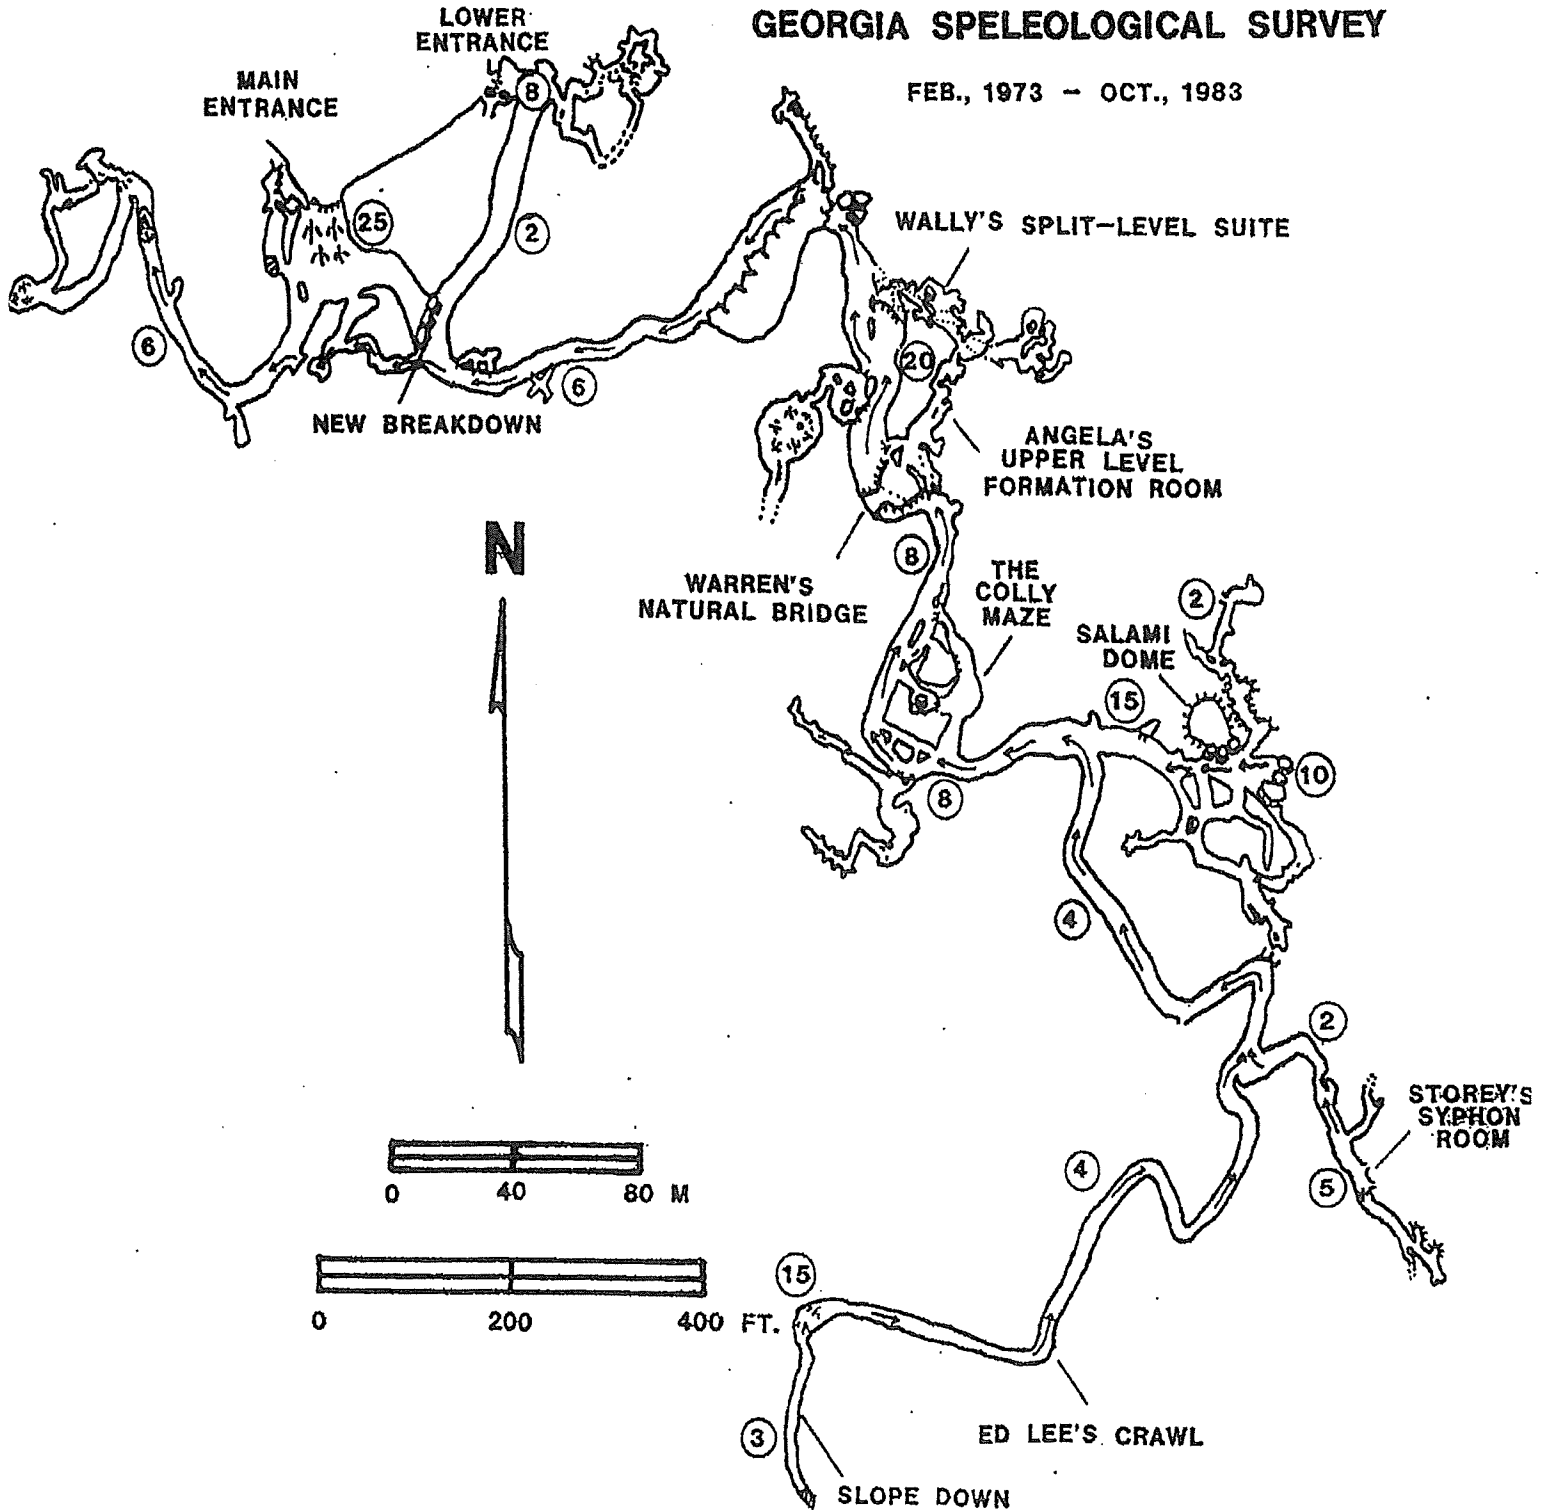 GEORGIA SPELEOLOGICAL SURVEY
FEB., 1973 - OCT., 1983
LOWER
ENTRANCE
MAIN
ENTRANCE
8
25
2
6
6
NEW BREAKDOWN
WALLY'S SPLIT-LEVEL SUITE
20
ANGELA'S
UPPER LEVEL
FORMATION ROOM
N
8
WARREN'S
NATURAL BRIDGE
THE
COLLY
MAZE
2
SALAMI
DOME
15
10
8
4
2
STOREY'S
SYPHON
ROOM
5
4
0 40 80 M
15
0 200 400 FT.
3
ED LEE'S CRAWL
SLOPE DOWN